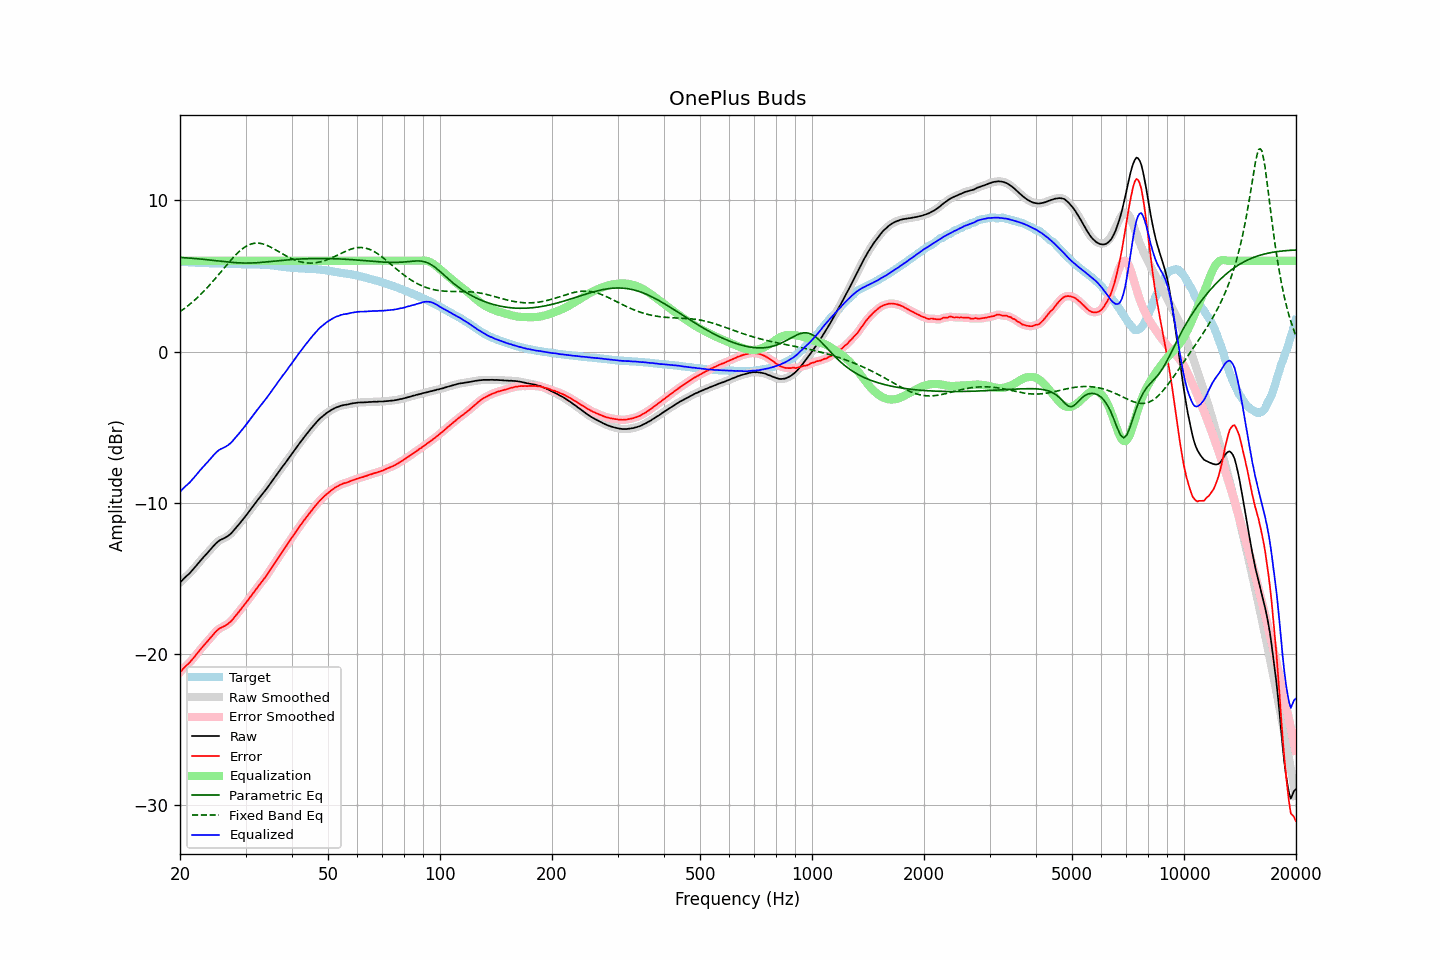 OnePlus Buds
Amplitude (dBr)
10
0
−10
−20
−30
Target
Raw Smoothed
Error Smoothed
Raw
Error
Equalization
Parametric Eq
Fixed Band Eq
Equalized
20 50 100 200 500 1000 2000 5000 10000 20000
Frequency (Hz)